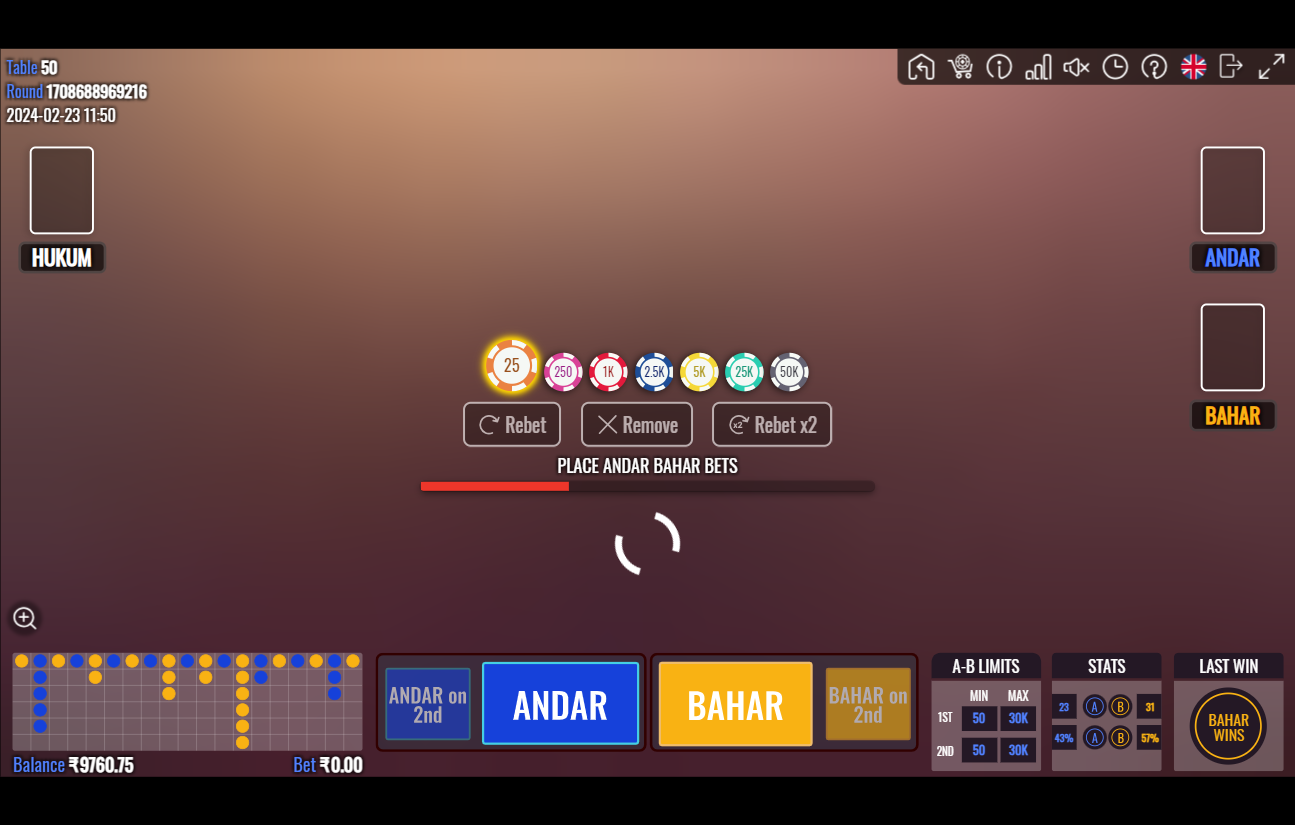 Table 50
Round 1708688969216
2024-02-23 11:50
HUKUM
ANDAR
BAHAR
25 250 1K 2.5K 5K 25K 50K
Rebet Remove x2 Rebet x2
PLACE ANDAR BAHAR BETS
ANDAR on
2nd
ANDAR
BAHAR
BAHAR on
2nd
A-B LIMITS
MIN MAX
1ST 50 30K
2ND 50 30K
STATS
23 A B 31
43% A B 57%
LAST WIN
BAHAR
WINS
Balance ₹9760.75
Bet ₹0.00